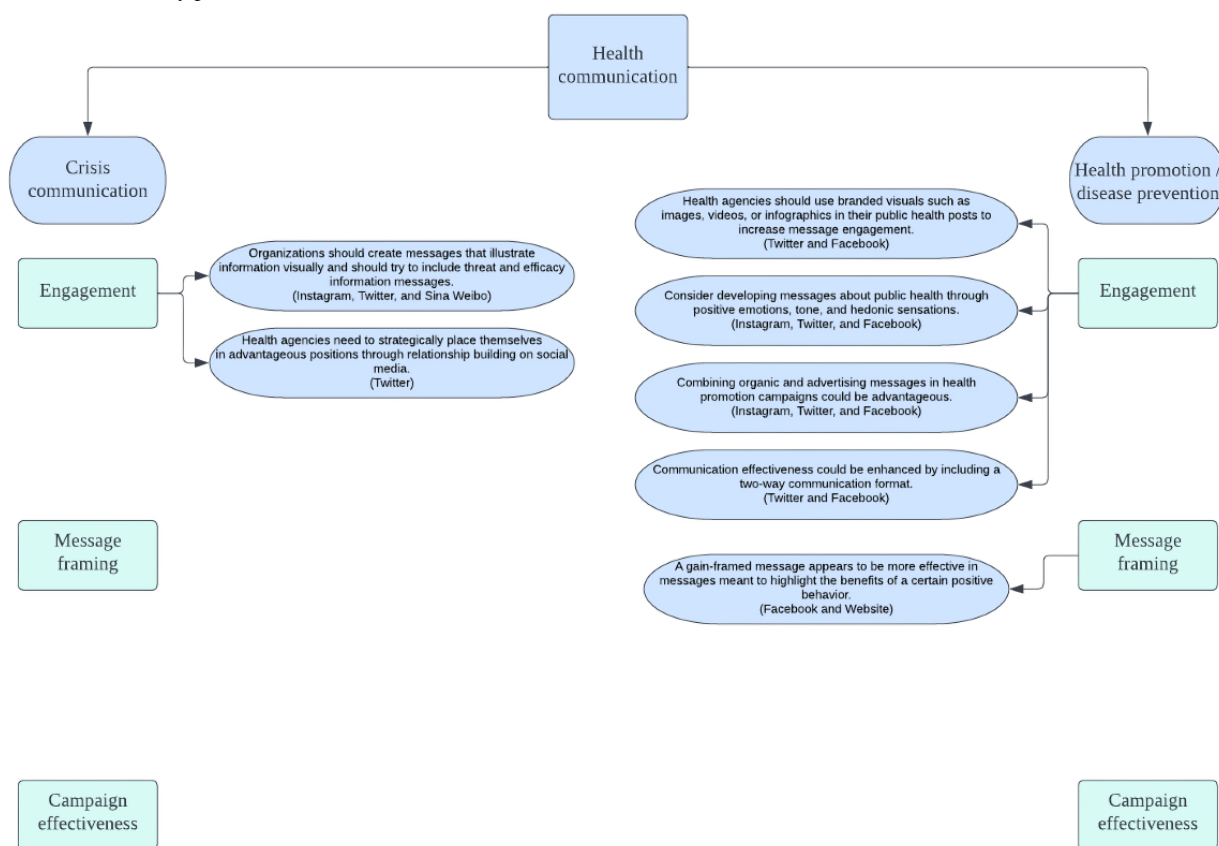 Health
communication
Crisis
communication
Health promotion /
disease prevention
Engagement
Organizations should create messages that illustrate
information visually and should try to include threat and efficacy
information messages.
(Instagram, Twitter, and Sina Weibo)
Health agencies need to strategically place themselves
in advantageous positions through relationship building on social
media.
(Twitter)
Health agencies should use branded visuals such as
images, videos, or infographics in their public health posts to
increase message engagement.
(Twitter and Facebook)
Consider developing messages about public health through
positive emotions, tone, and hedonic sensations.
(Instagram, Twitter, and Facebook)
Combining organic and advertising messages in health
promotion campaigns could be advantageous.
(Instagram, Twitter, and Facebook)
Communication effectiveness could be enhanced by including a
two-way communication format.
(Twitter and Facebook)
Engagement
Message
framing
A gain-framed message appears to be more effective in
messages meant to highlight the benefits of a certain positive
behavior.
(Facebook and Website)
Message
framing
Campaign
effectiveness
Campaign
effectiveness